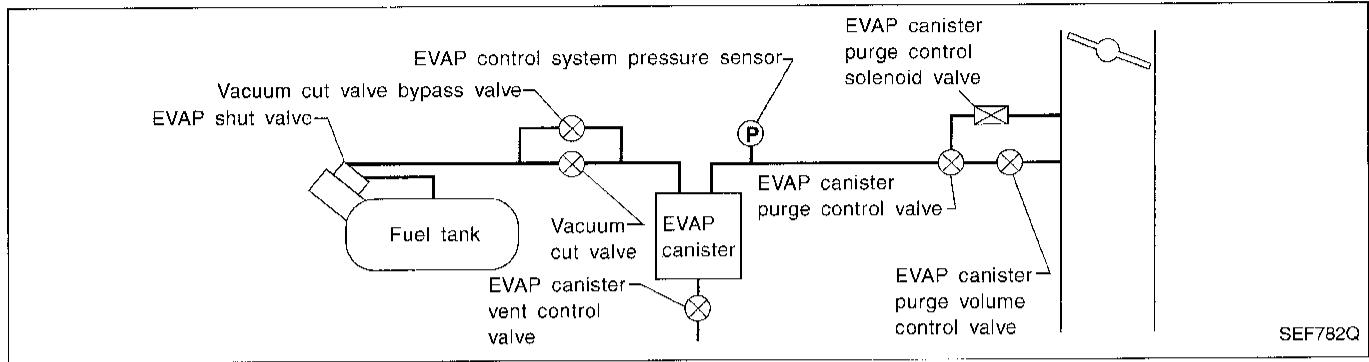 EVAP canister
purge control
solenoid valve
EVAP control system pressure sensor
Vacuum cut valve bypass valve
EVAP shut valve
P
EVAP canister
purge control valve
Fuel tank
Vacuum
cut valve
EVAP
canister
EVAP canister
vent control
valve
EVAP canister
purge volume
control valve
SEF782Q